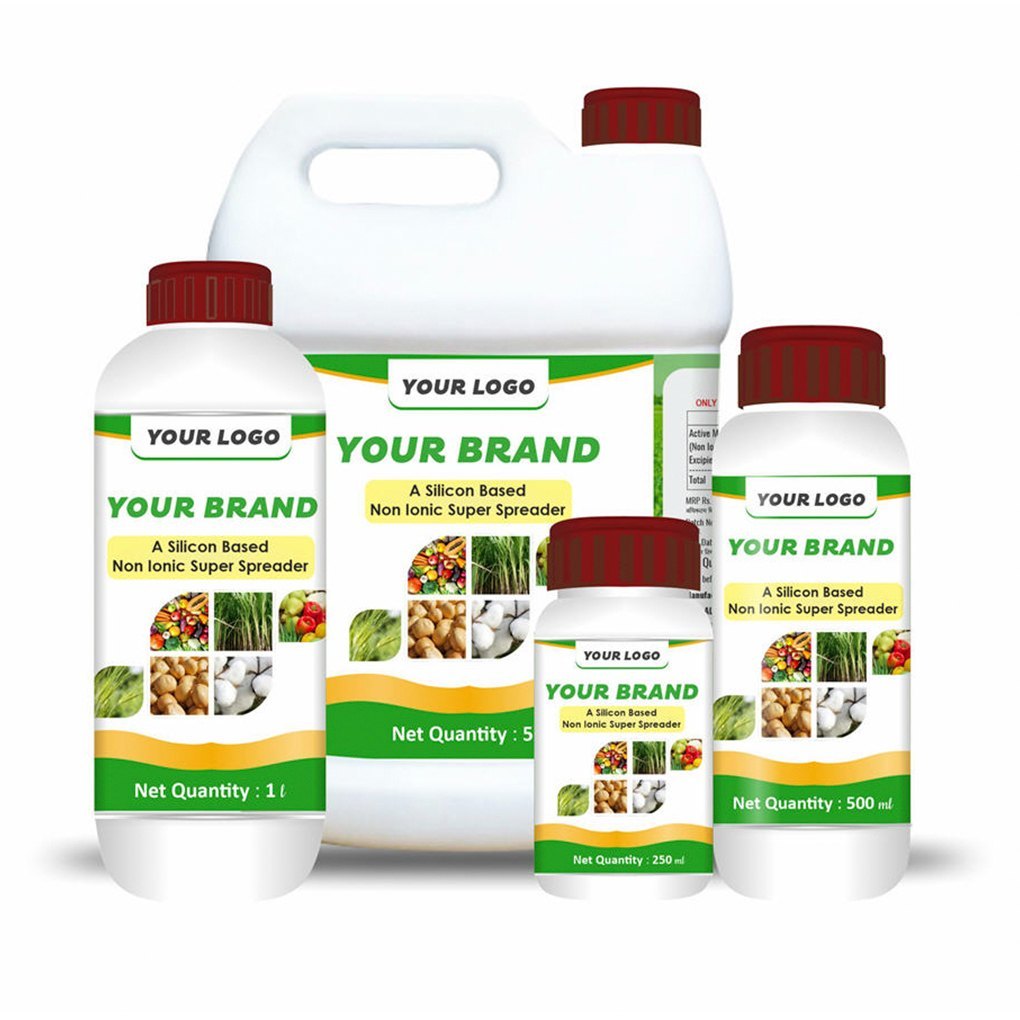 YOUR LOGO
YOUR BRAND
A Silicon Based
Non Ionic Super Spreader
Net Quantity : 1 l
YOUR LOGO
YOUR BRAND
A Silicon Based
Non Ionic Super Spreader
Net Quantity : 5
ONLY
Active M
(Non Io
Excipie
Total
MRP Rs.
YOUR LOGO
YOUR BRAND
A Silicon Based
Non Ionic Super Spreader
Net Quantity : 250 ml
YOUR LOGO
YOUR BRAND
A Silicon Based
Non Ionic Super Spreader
Net Quantity : 500 ml